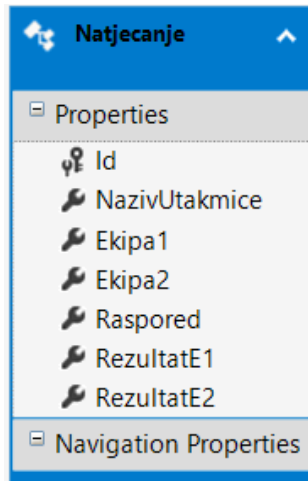 Natjecanje
Properties
Id
NazivUtakmice
Ekipa1
Ekipa2
Raspored
RezultatE1
RezultatE2
Navigation Properties